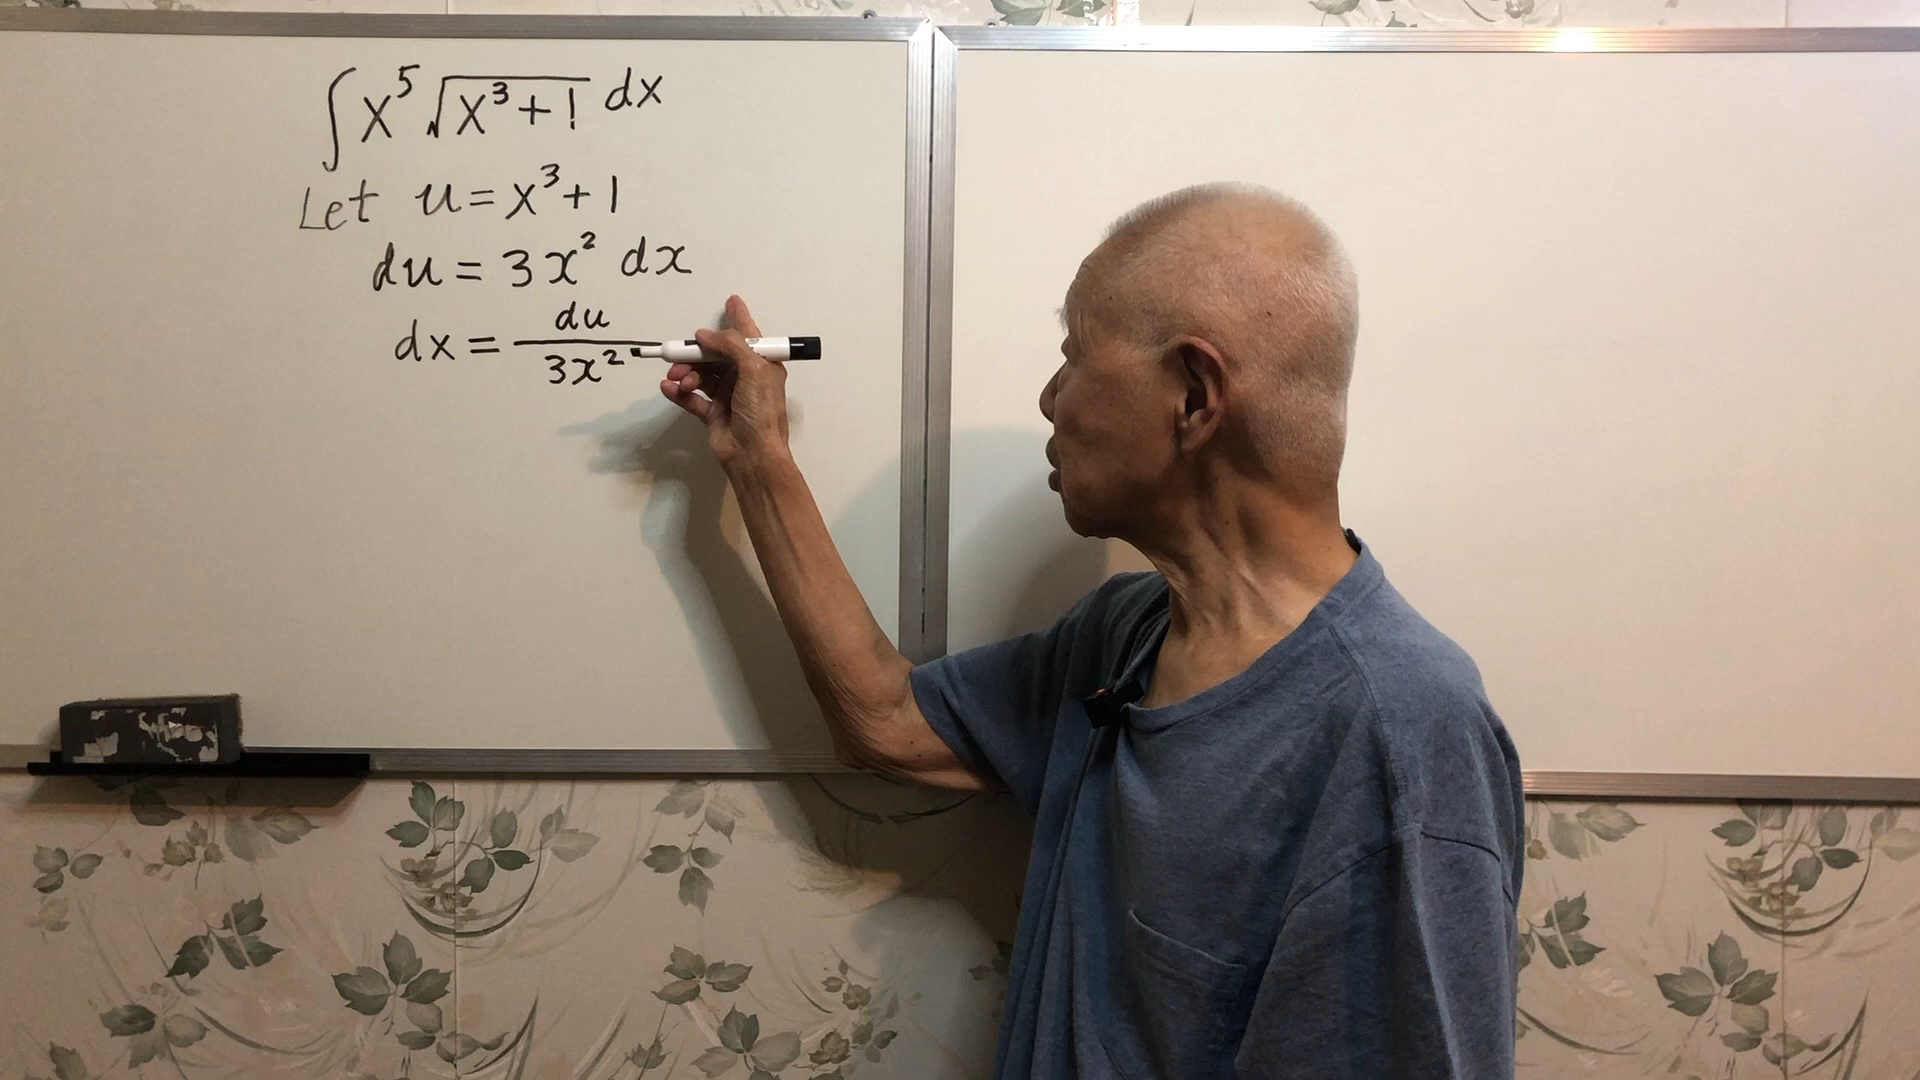 ∫ x⁵ √(x³+1) dx
Let u = x³ + 1
du = 3x² dx
dx = du / 3x²